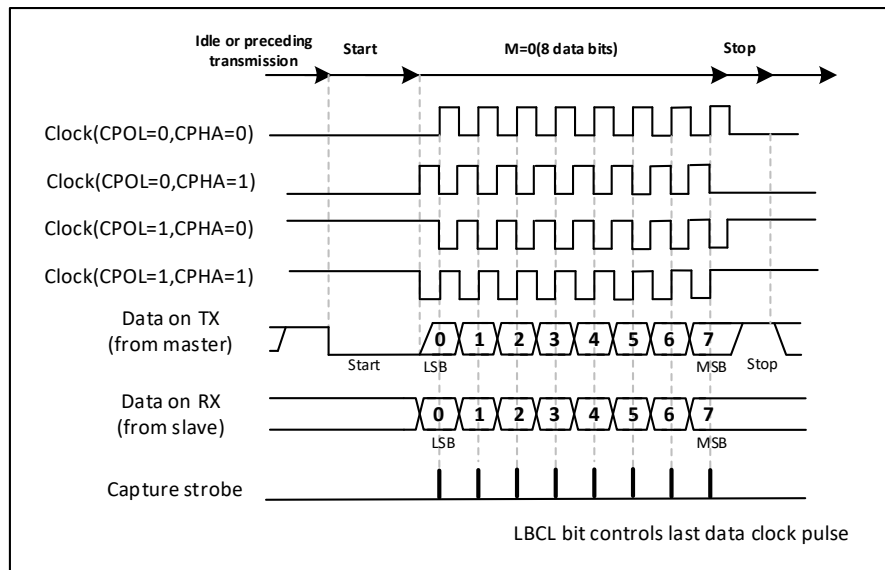 Idle or preceding
transmission
Start
M=0(8 data bits)
Stop
Clock(CPOL=0,CPHA=0)
Clock(CPOL=0,CPHA=1)
Clock(CPOL=1,CPHA=0)
Clock(CPOL=1,CPHA=1)
Data on TX
(from master)
0 1 2 3 4 5 6 7
Start
LSB
MSB
Stop
Data on RX
(from slave)
0 1 2 3 4 5 6 7
LSB
MSB
Capture strobe
LBCL bit controls last data clock pulse